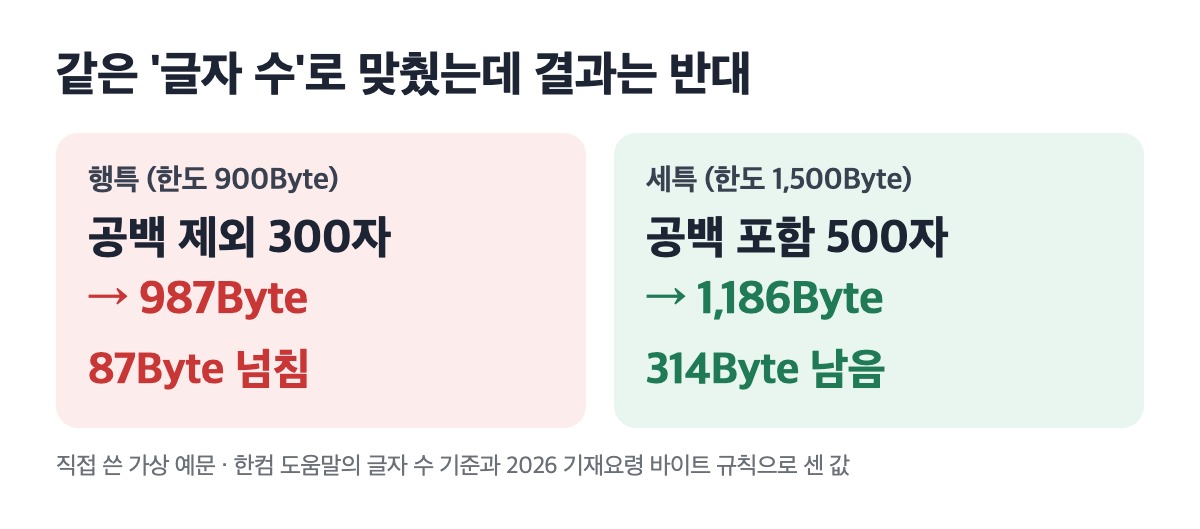 같은 '글자 수'로 맞췄는데 결과는 반대
행특 (한도 900Byte)
공백 제외 300자
→ 987Byte
87Byte 넘침
세특 (한도 1,500Byte)
공백 포함 500자
→ 1,186Byte
314Byte 남음
직접 쓴 가상 예문 · 한컴 도움말의 글자 수 기준과 2026 기재요령 바이트 규칙으로 센 값